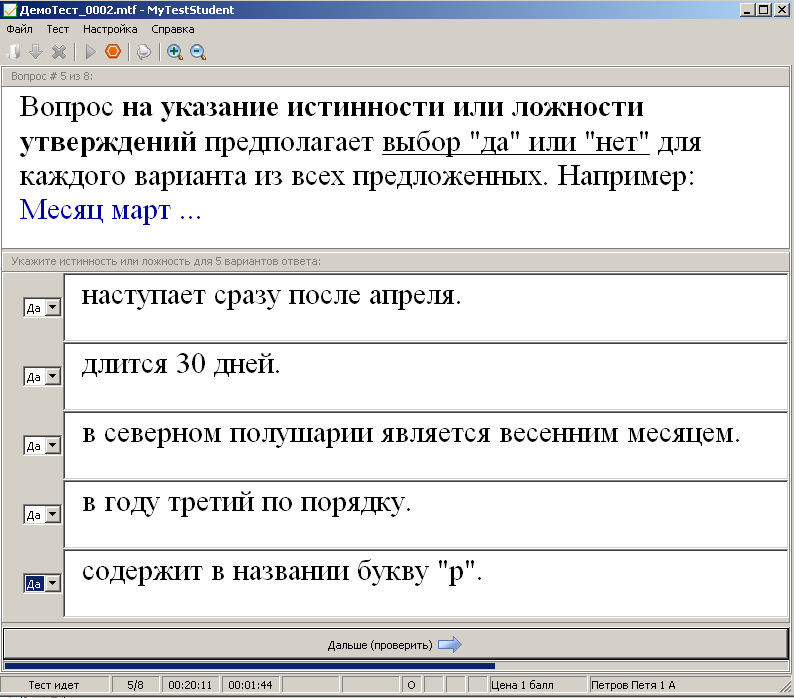 ДемоТест_0002.mtf - MyTestStudent
Файл Тест Настройка Справка
Вопрос # 5 из 8:
Вопрос на указание истинности или ложности
утверждений предполагает выбор "да" или "нет" для
каждого варианта из всех предложенных. Например:
Месяц март ...
Укажите истинность или ложность для 5 вариантов ответа:
Да наступает сразу после апреля.
Да длится 30 дней.
Да в северном полушарии является весенним месяцем.
Да в году третий по порядку.
Да содержит в названии букву "р".
Дальше (проверить)
Тест идет 5/8 00:20:11 00:01:44 О Цена 1 балл Петров Петя 1 А